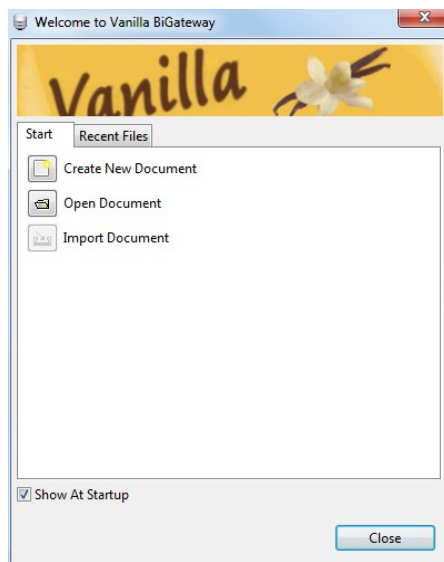 Welcome to Vanilla BiGateway
Vanilla
Start Recent Files
Create New Document
Open Document
Import Document
Show At Startup
Close